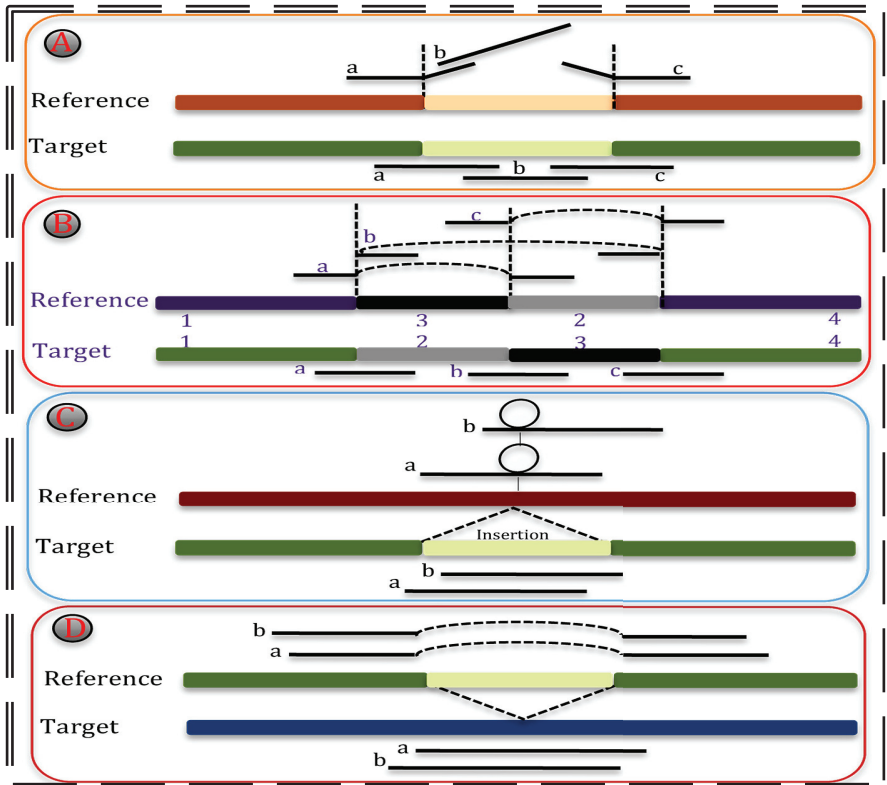 A
b
a
c
Reference
Target
a
b
c
B
c
b
a
Reference
1 3 2 4
1 2 3 4
Target
a
b
c
C
b
a
Reference
Insertion
Target
b
a
D
b
a
Reference
Target
a
b